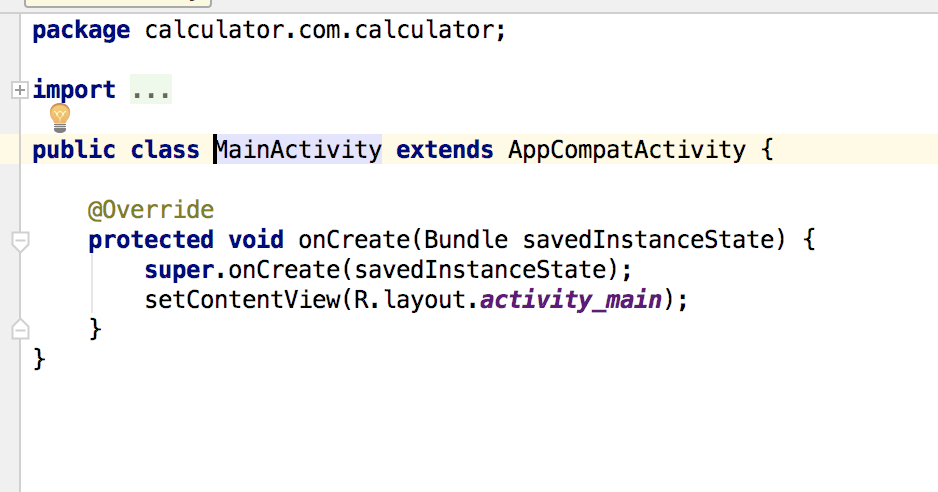 package calculator.com.calculator;
import ...
public class MainActivity extends AppCompatActivity {
@Override
protected void onCreate(Bundle savedInstanceState) {
super.onCreate(savedInstanceState);
setContentView(R.layout.activity_main);
}
}